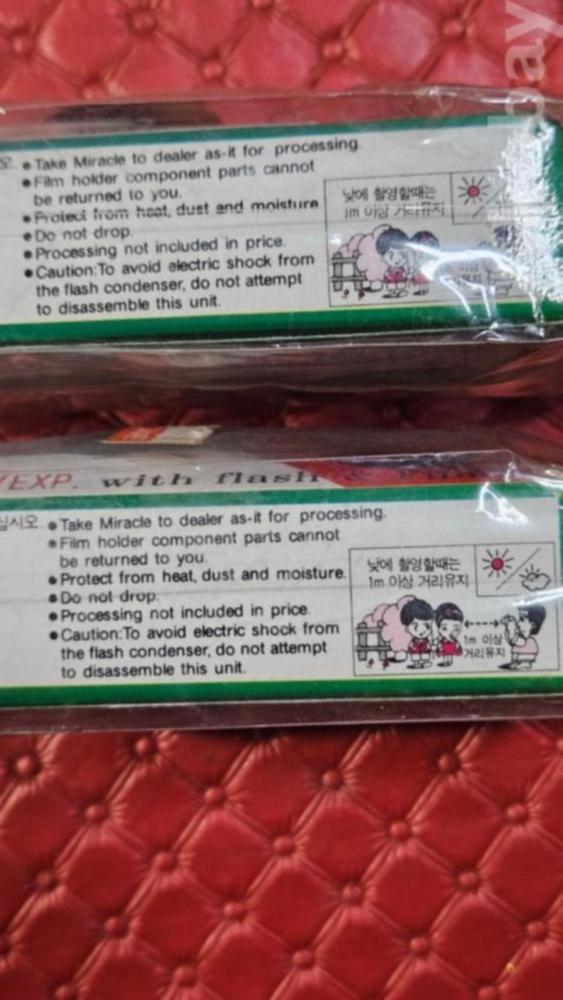 bay
오.
● Take Miracle to dealer as-it for processing.
● Film holder component parts cannot
be returned to you.
● Protect from heat, dust and moisture
● Do not drop.
● Processing not included in price.
● Caution:To avoid electric shock from
the flash condenser, do not attempt
to disassemble this unit.
낮에 촬영할때는
1m 이상 거리유지
EXP. with flash
십시오.
● Take Miracle to dealer as-it for processing.
● Film holder component parts cannot
be returned to you.
● Protect from heat, dust and moisture.
● Do not drop.
● Processing not included in price.
● Caution:To avoid electric shock from
the flash condenser, do not attempt
to disassemble this unit.
낮에 촬영할때는
1m 이상 거리유지
1m 이상
거리유지